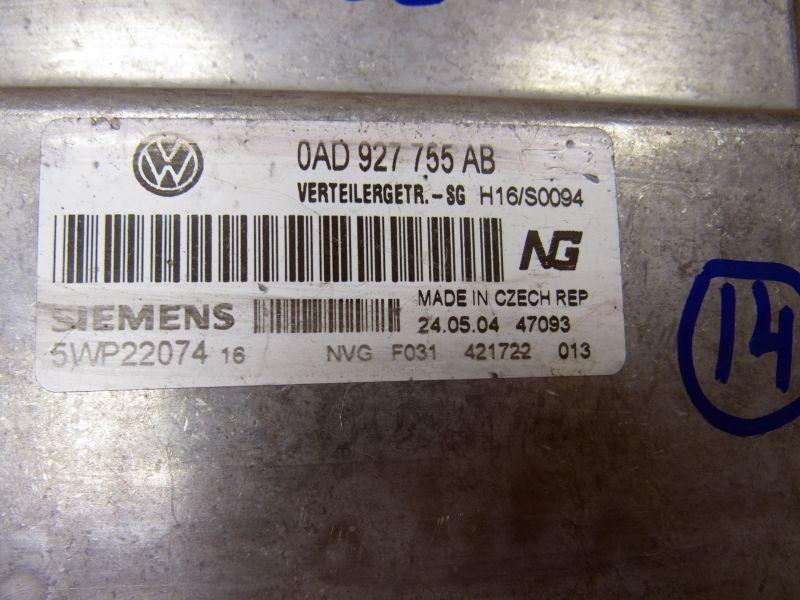 0AD 927 755 AB
VERTEILERGETR.-SG H16/S0094
NG
SIEMENS
MADE IN CZECH REP
24.05.04 47093
5WP22074 16
NVG F031 421722 013
14